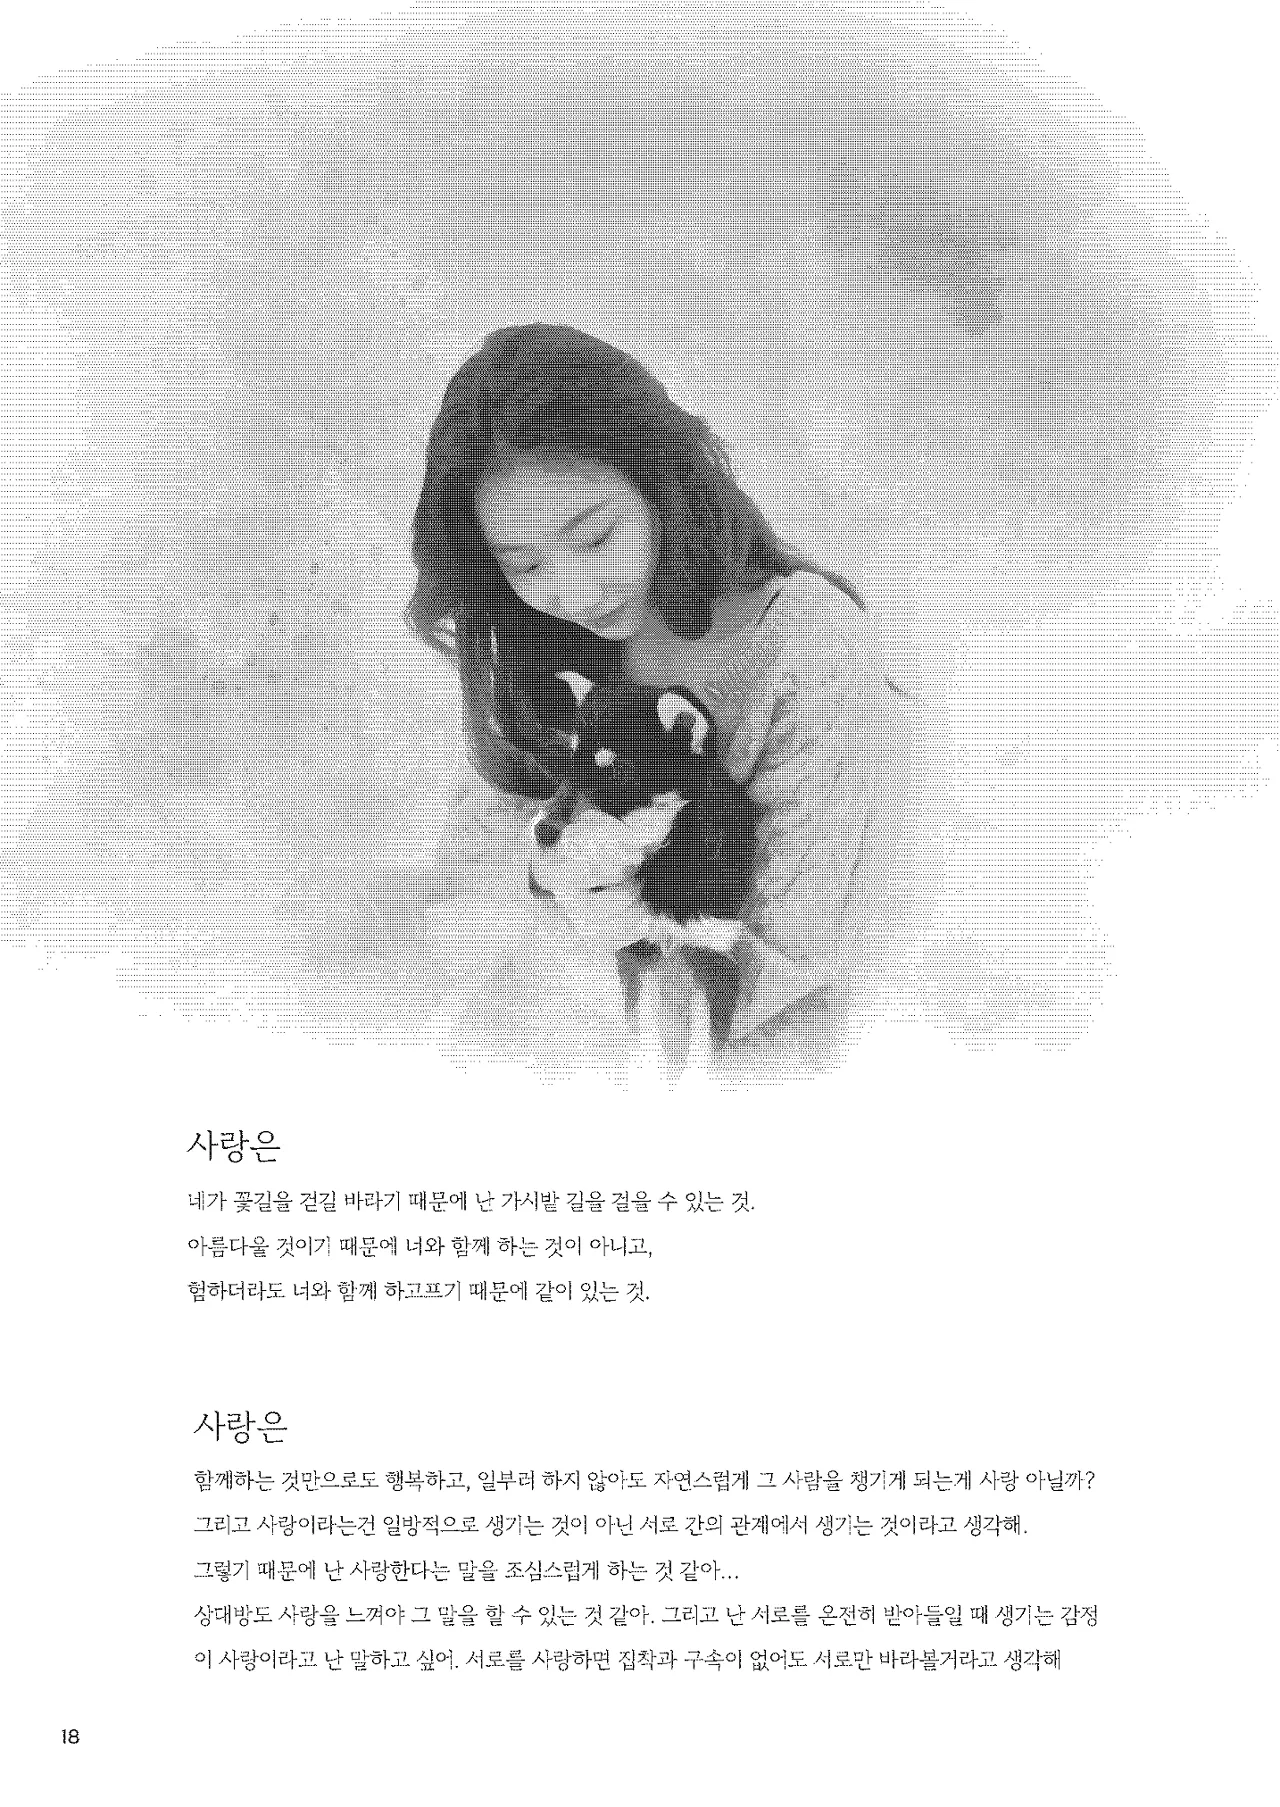 사랑은
네가 꽃길을 걷길 바라기 때문에 난 가시밭 길을 걸을 수 있는 것.
아름다울 것이기 때문에 너와 함께 하는 것이 아니고,
험하더라도 너와 함께 하고프기 때문에 같이 있는 것.
사랑은
함께하는 것만으로도 행복하고, 일부러 하지 않아도 자연스럽게 그 사람을 챙기게 되는게 사랑 아닐까?
그리고 사랑이라는건 일방적으로 생기는 것이 아닌 서로 간의 관계에서 생기는 것이라고 생각해.
그렇기 때문에 난 사랑한다는 말을 조심스럽게 하는 것 같아...
상대방도 사랑을 느껴야 그 말을 할 수 있는 것 같아. 그리고 난 서로를 온전히 받아들일 때 생기는 감정
이 사랑이라고 난 말하고 싶어. 서로를 사랑하면 집착과 구속이 없어도 서로만 바라볼거라고 생각해
18